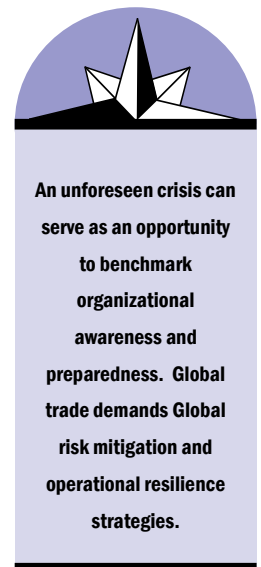 An unforeseen crisis can
serve as an opportunity
to benchmark
organizational
awareness and
preparedness.  Global
trade demands Global
risk mitigation and
operational resilience
strategies.